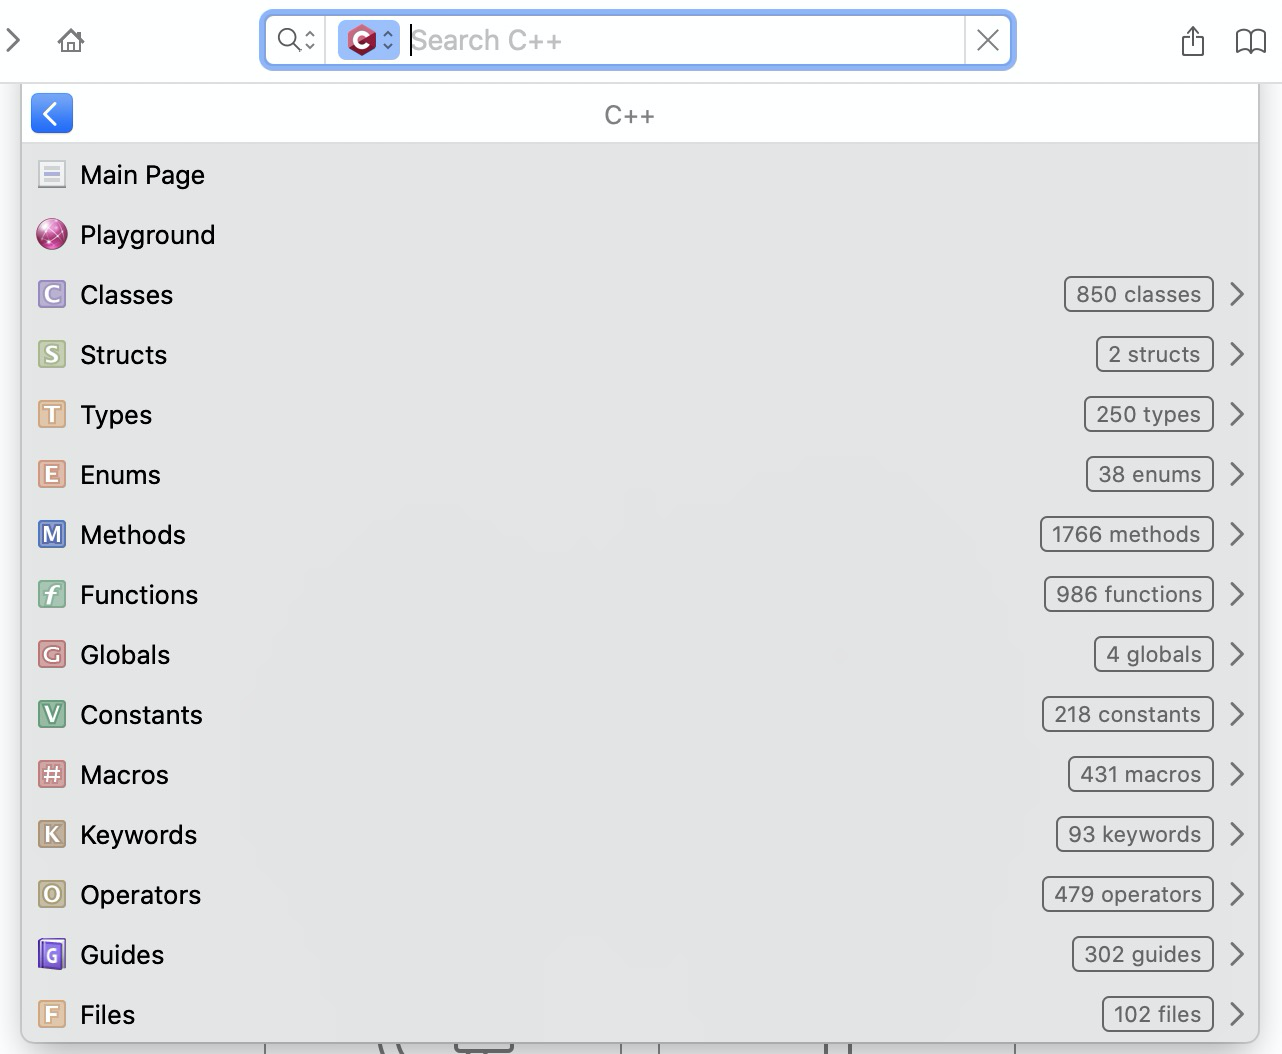 Search C++
C++
Main Page
Playground
C Classes 850 classes
S Structs 2 structs
T Types 250 types
E Enums 38 enums
M Methods 1766 methods
f Functions 986 functions
G Globals 4 globals
V Constants 218 constants
# Macros 431 macros
K Keywords 93 keywords
O Operators 479 operators
G Guides 302 guides
F Files 102 files